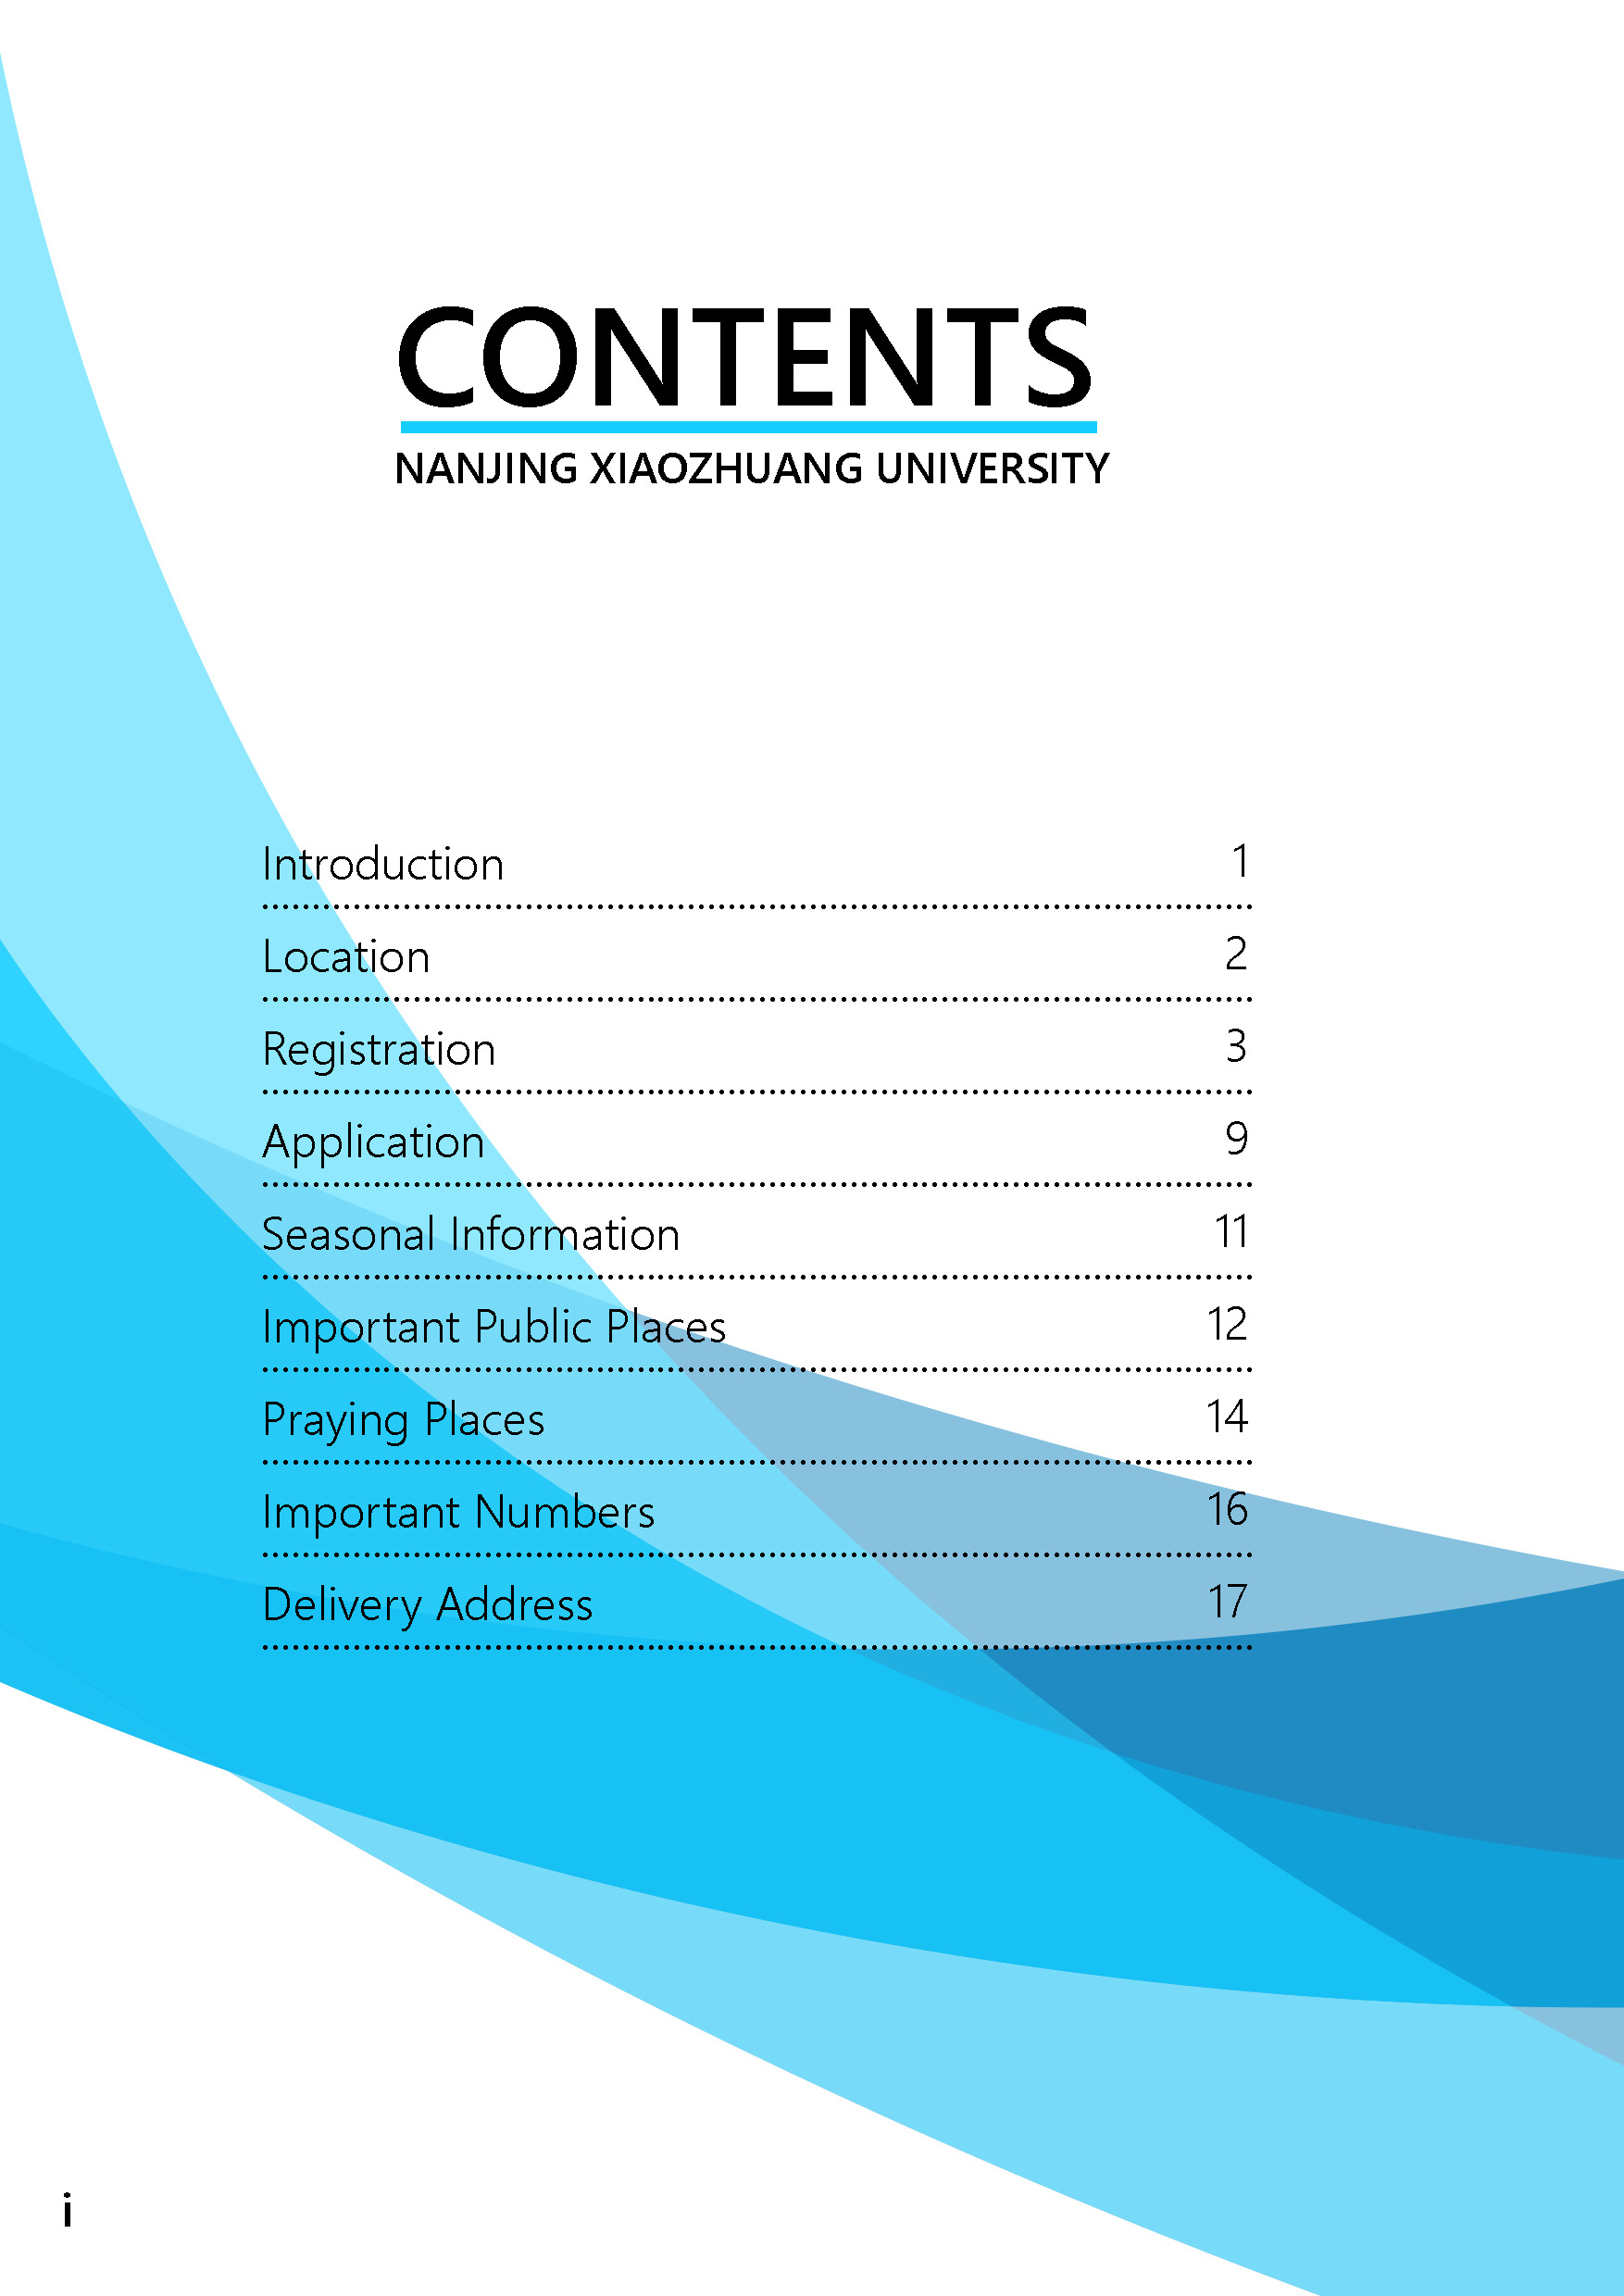 CONTENTS
NANJING XIAOZHUANG UNIVERSITY
Introduction 1
Location 2
Registration 3
Application 9
Seasonal Information 11
Important Public Places 12
Praying Places 14
Important Numbers 16
Delivery Address 17
i